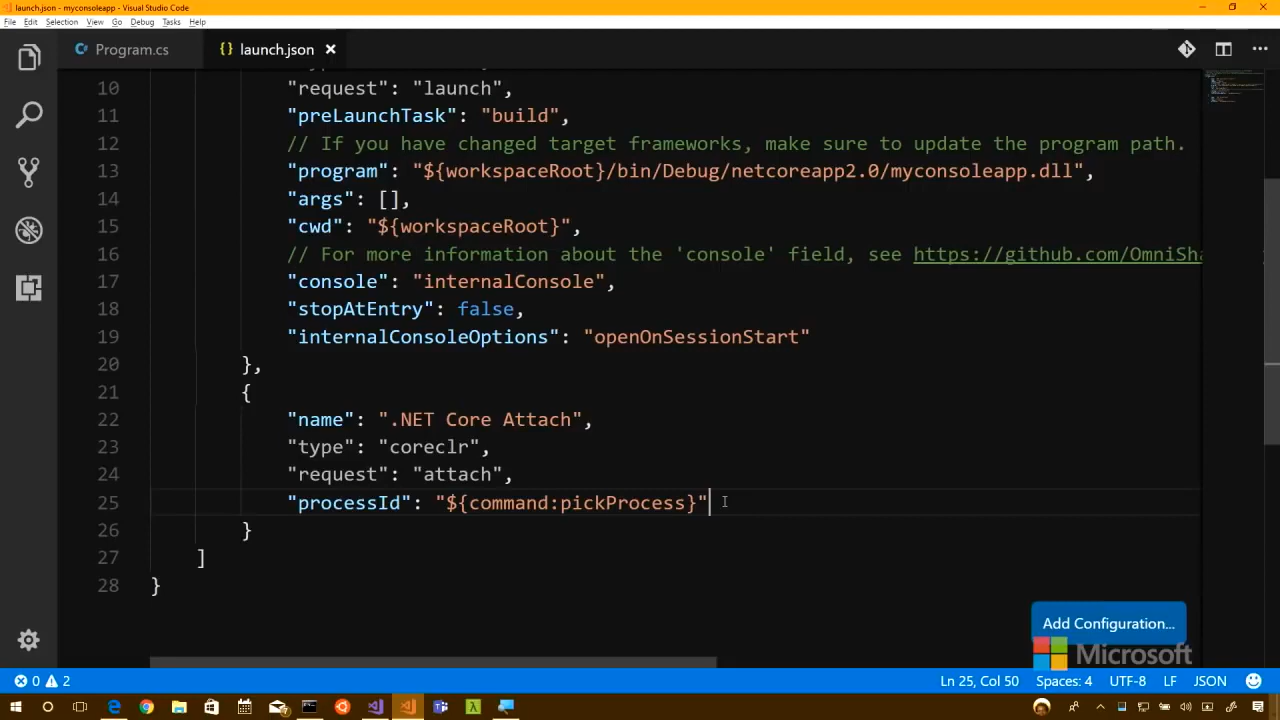 launch.json - myconsoleapp - Visual Studio Code
File Edit Selection View Go Debug Tasks Help
Program.cs {} launch.json
10 "request": "launch",
11 "preLaunchTask": "build",
12 // If you have changed target frameworks, make sure to update the program path.
13 "program": "${workspaceRoot}/bin/Debug/netcoreapp2.0/myconsoleapp.dll",
14 "args": [],
15 "cwd": "${workspaceRoot}",
16 // For more information about the 'console' field, see https://github.com/OmniSha
17 "console": "internalConsole",
18 "stopAtEntry": false,
19 "internalConsoleOptions": "openOnSessionStart"
20 },
21 {
22 "name": ".NET Core Attach",
23 "type": "coreclr",
24 "request": "attach",
25 "processId": "${command:pickProcess}"
26 }
27 ]
28 }
Add Configuration...
Microsoft
0 2 Ln 25, Col 50 Spaces: 4 UTF-8 LF JSON